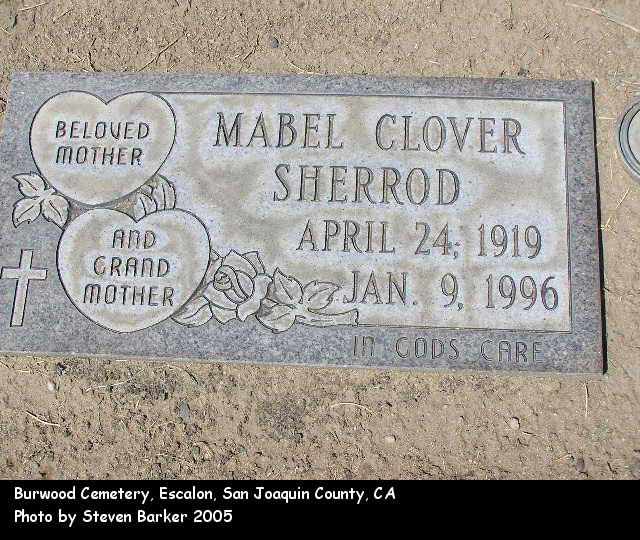 BELOVED
MOTHER
AND
GRAND
MOTHER
MABEL CLOVER
SHERROD
APRIL 24, 1919
JAN. 9, 1996
IN GODS CARE
Burwood Cemetery, Escalon, San Joaquin County, CA
Photo by Steven Barker 2005